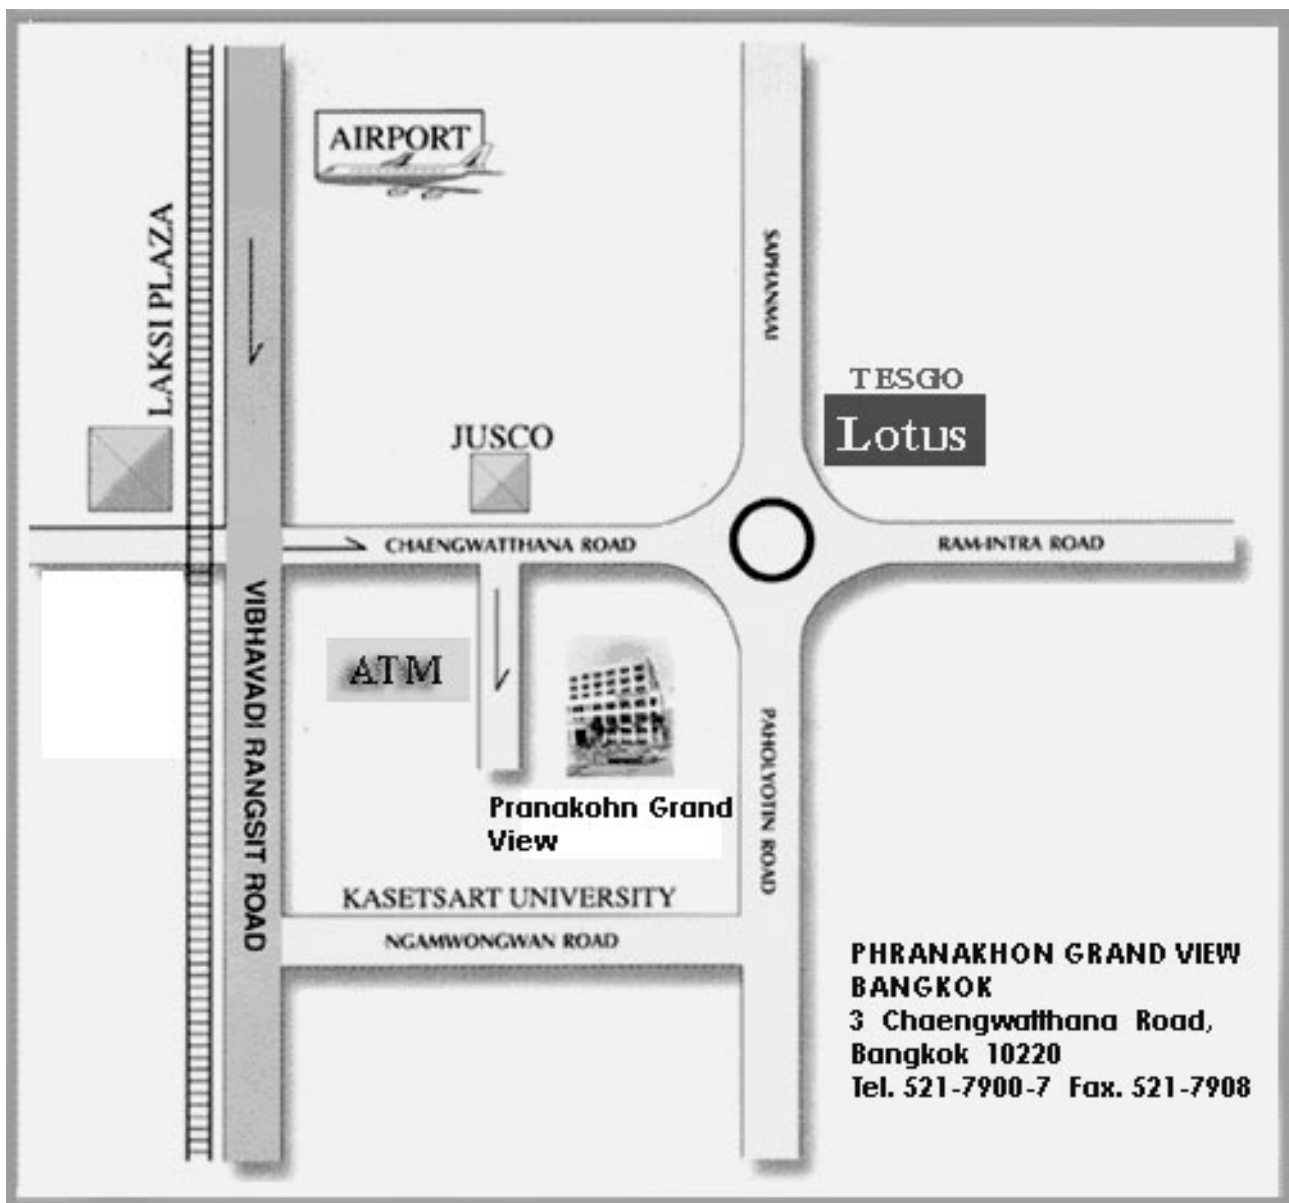 AIRPORT
LAKSI PLAZA
SAPHANMAI
TESCO
Lotus
JUSCO
CHAENGWATTHANA ROAD
RAM-INTRA ROAD
VIBHAVADI RANGSIT ROAD
ATM
PAHOLYOTIN ROAD
Pranakohn Grand
View
KASETSART UNIVERSITY
NGAMWONGWAN ROAD
PHRANAKHON GRAND VIEW
BANGKOK
3 Chaengwatthana Road,
Bangkok 10220
Tel. 521-7900-7 Fax. 521-7908